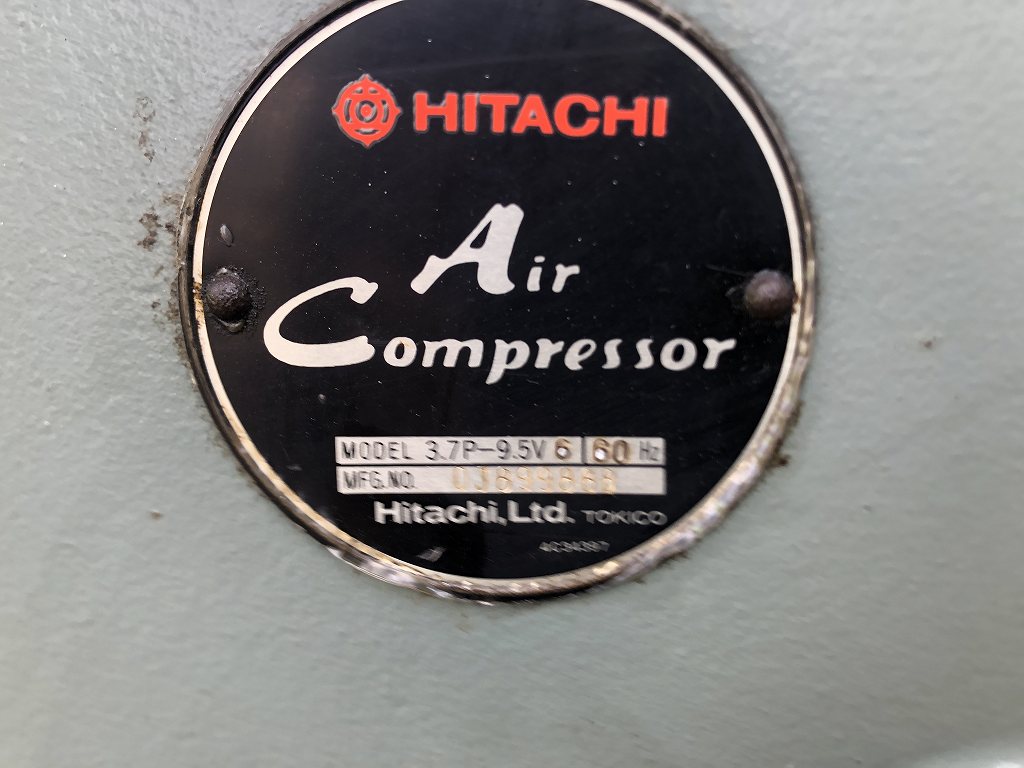 HITACHI
Air
Compressor
MODEL 3.7P-9.5V 6 60 Hz
MFG.NO.
Hitachi, Ltd. TOKICO